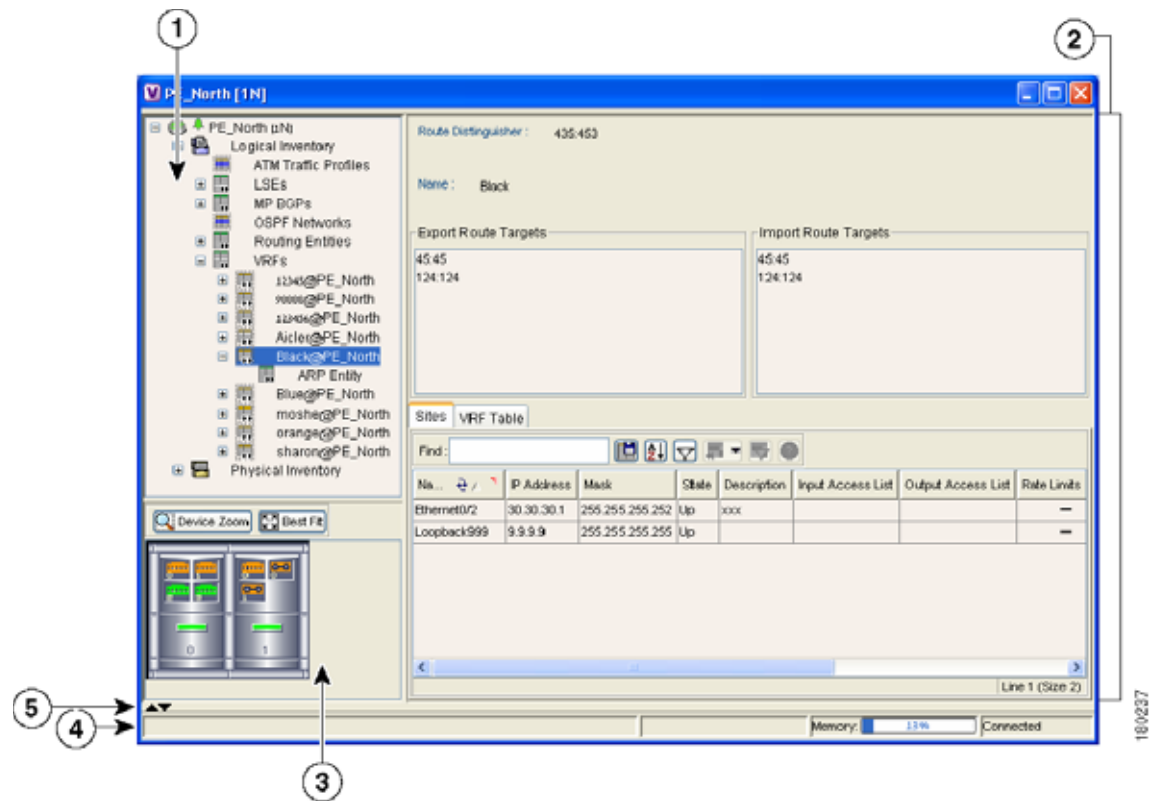 1
2
PE_North [1N]
PE_North (1N)
Logical Inventory
ATM Traffic Profiles
LSEs
MP BGPs
OSPF Networks
Routing Entities
VRFs
12345@PE_North
@PE_North
123456@PE_North
Aicler@PE_North
Black@PE_North
ARP Entity
Blue@PE_North
moshe@PE_North
orange@PE_North
sharon@PE_North
Physical Inventory
Device Zoom
Best Fit
0
1
Route Distinguisher : 435:453
Name : Black
Export Route Targets
45:45
124:124
Import Route Targets
45:45
124:124
Sites
VRF Table
Find :
Na... IP Address Mask State Description Input Access List Output Access List Rate Limits
Ethernet0/2 30.30.30.1 255.255.255.252 Up xxx
Loopback999 9.9.9.9 255.255.255.255 Up
Line 1 (Size 2)
Memory: 13% Connected
5
4
3
180237